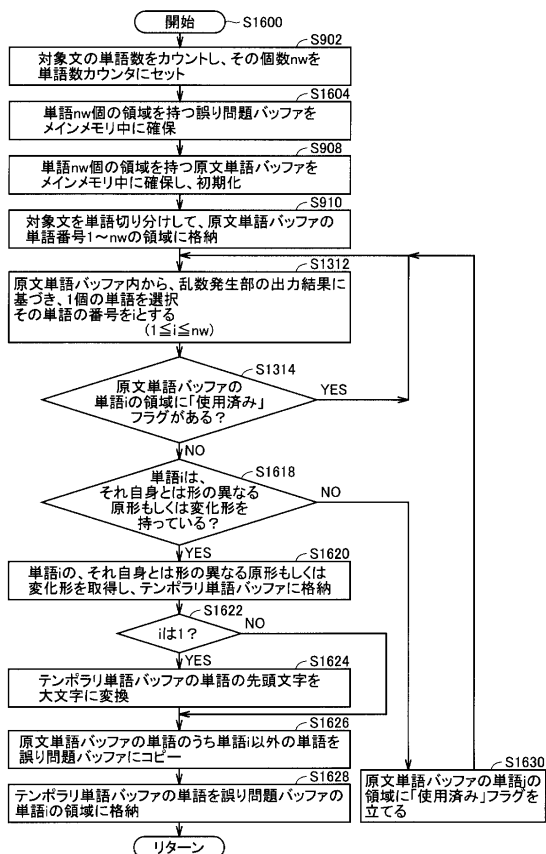 開始
S1600
S902
対象文の単語数をカウントし、その個数nwを
単語数カウンタにセット
S1604
単語nw個の領域を持つ誤り問題バッファを
メインメモリ中に確保
S908
単語nw個の領域を持つ原文単語バッファを
メインメモリ中に確保し、初期化
S910
対象文を単語切り分けして、原文単語バッファの
単語番号1～nwの領域に格納
S1312
原文単語バッファ内から、乱数発生部の出力結果に
基づき、1個の単語を選択
その単語の番号をiとする
(1≦i≦nw)
S1314
原文単語バッファの
単語iの領域に「使用済み」
フラグがある？
YES
NO
S1618
単語iは、
それ自身とは形の異なる
原形もしくは変化形を
持っている？
NO
YES
S1620
単語iの、それ自身とは形の異なる原形もしくは
変化形を取得し、テンポラリ単語バッファに格納
S1622
iは1？
NO
YES
S1624
テンポラリ単語バッファの単語の先頭文字を
大文字に変換
S1626
原文単語バッファの単語のうち単語i以外の単語を
誤り問題バッファにコピー
S1628
テンポラリ単語バッファの単語を誤り問題バッファの
単語iの領域に格納
S1630
原文単語バッファの単語iの
領域に「使用済み」フラグを
立てる
リターン